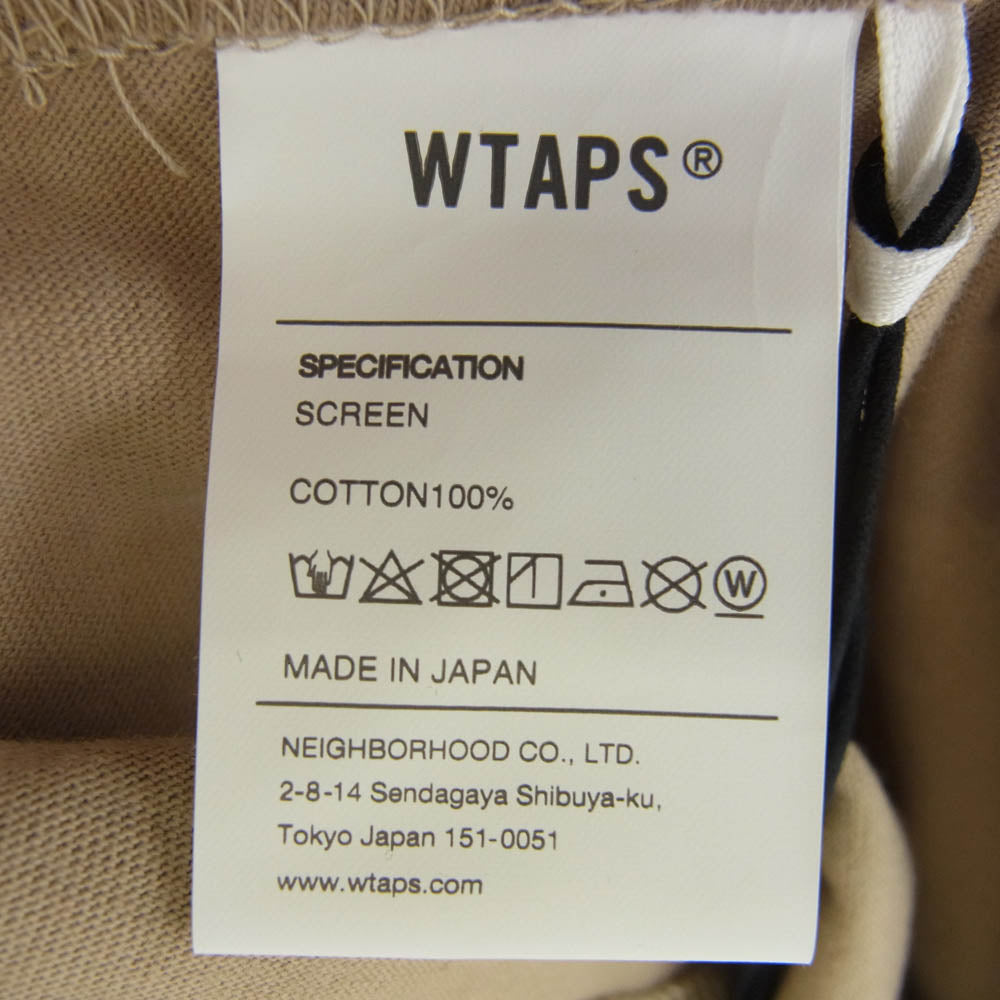 WTAPS®
SPECIFICATION
SCREEN
COTTON100%
W
MADE IN JAPAN
NEIGHBORHOOD CO., LTD.
2-8-14 Sendagaya Shibuya-ku,
Tokyo Japan 151-0051
www.wtaps.com